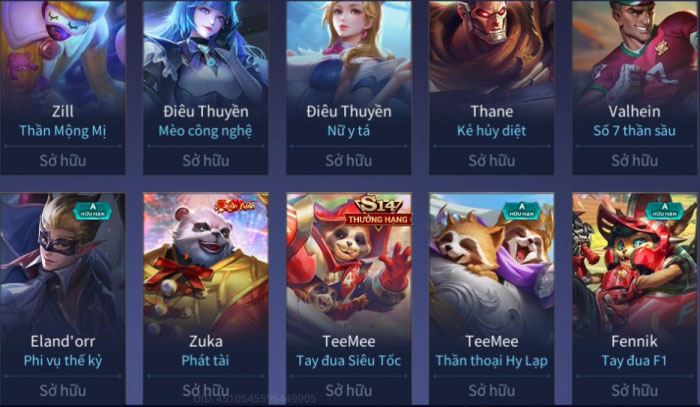 Zill
Thần Mộng Mị
Sở hữu
Điêu Thuyền
Mèo công nghệ
Sở hữu
Điêu Thuyền
Nữ y tá
Sở hữu
Thane
Kẻ hủy diệt
Sở hữu
Valhein
Số 7 thần sầu
Sở hữu
A
HỮU HẠN
Eland'orr
Phi vụ thế kỷ
Sở hữu
Zuka
Phát tài
Sở hữu
S14
THƯỞNG HẠNG
TeeMee
Tay đua Siêu Tốc
Sở hữu
A
HỮU HẠN
TeeMee
Thần thoại Hy Lạp
Sở hữu
A
HỮU HẠN
Fennik
Tay đua F1
Sở hữu
UID: 4510545596449905